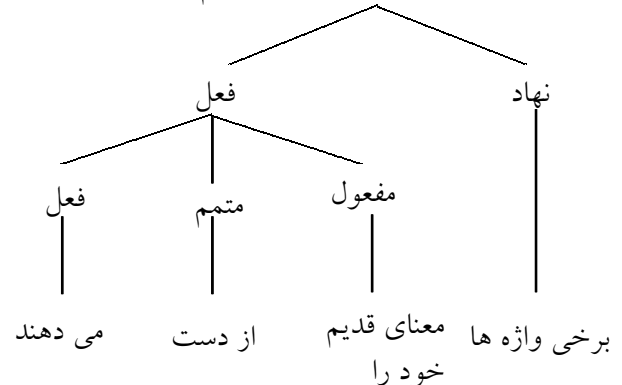 نهاد
فعل
مفعول
متمم
فعل
برخی واژه ها
معنای قدیم
خود را
از دست
می دهند